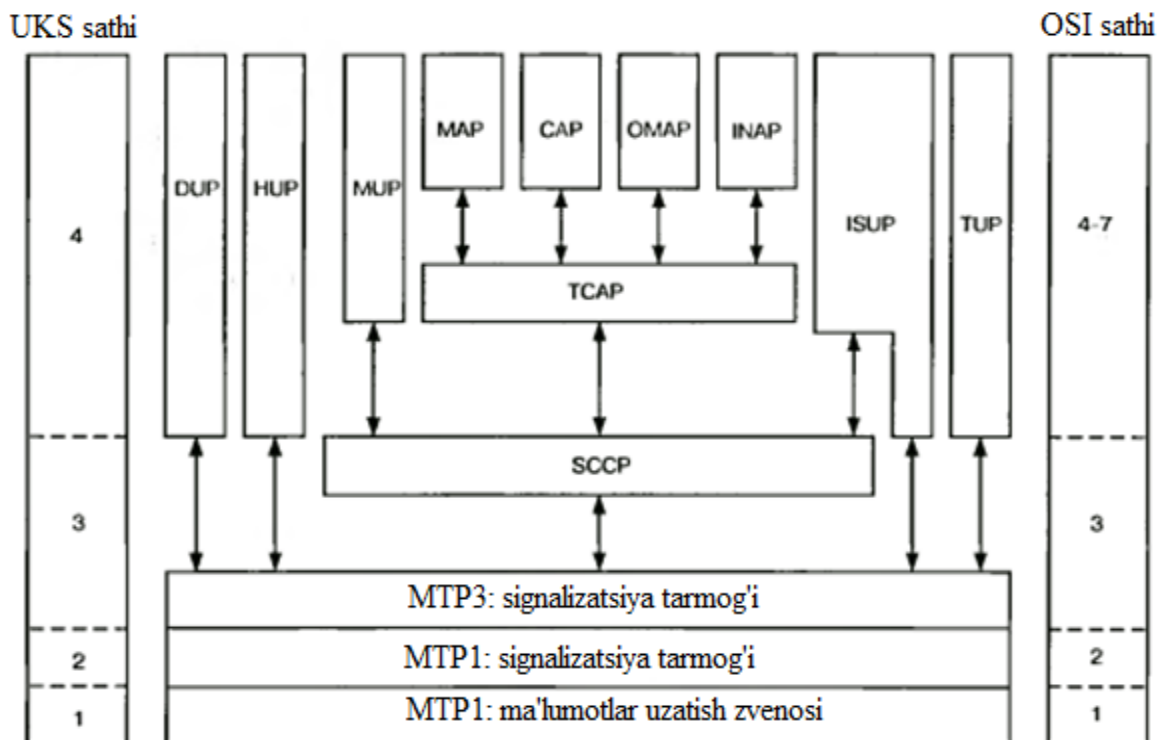 UKS sathi
OSI sathi
MAP
CAP
OMAP
INAP
DUP
HUP
MUP
ISUP
TUP
4
4-7
TCAP
SCCP
3
3
MTP3: signalizatsiya tarmog'i
2
MTP1: signalizatsiya tarmog'i
2
1
MTP1: ma'lumotlar uzatish zvenosi
1